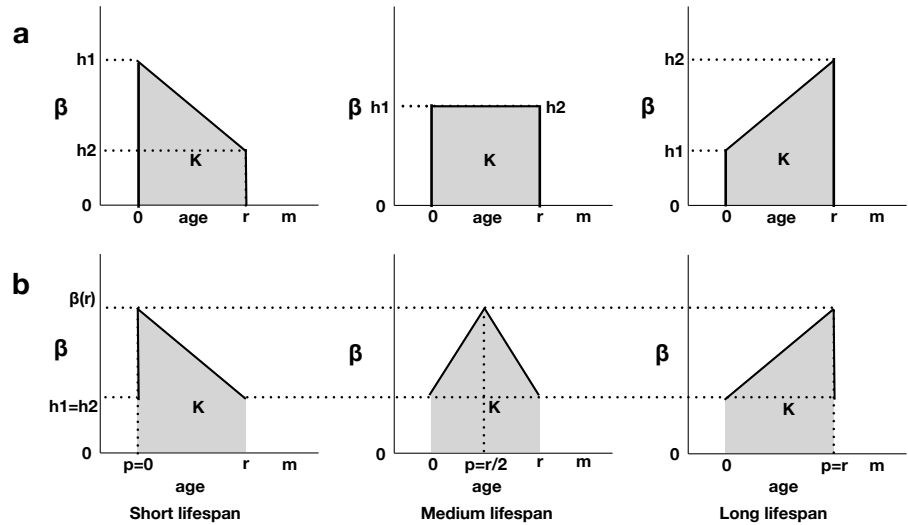 a
h1
β
h2
K
0
0 age r m
β h1 h2
K
0
0 age r m
h2
β
h1
K
0
0 age r m
b
β(r)
β
h1=h2
K
0
p=0 r m
age
Short lifespan
β
K
0
0 p=r/2 r m
age
Medium lifespan
β
K
0
0 p=r m
age
Long lifespan